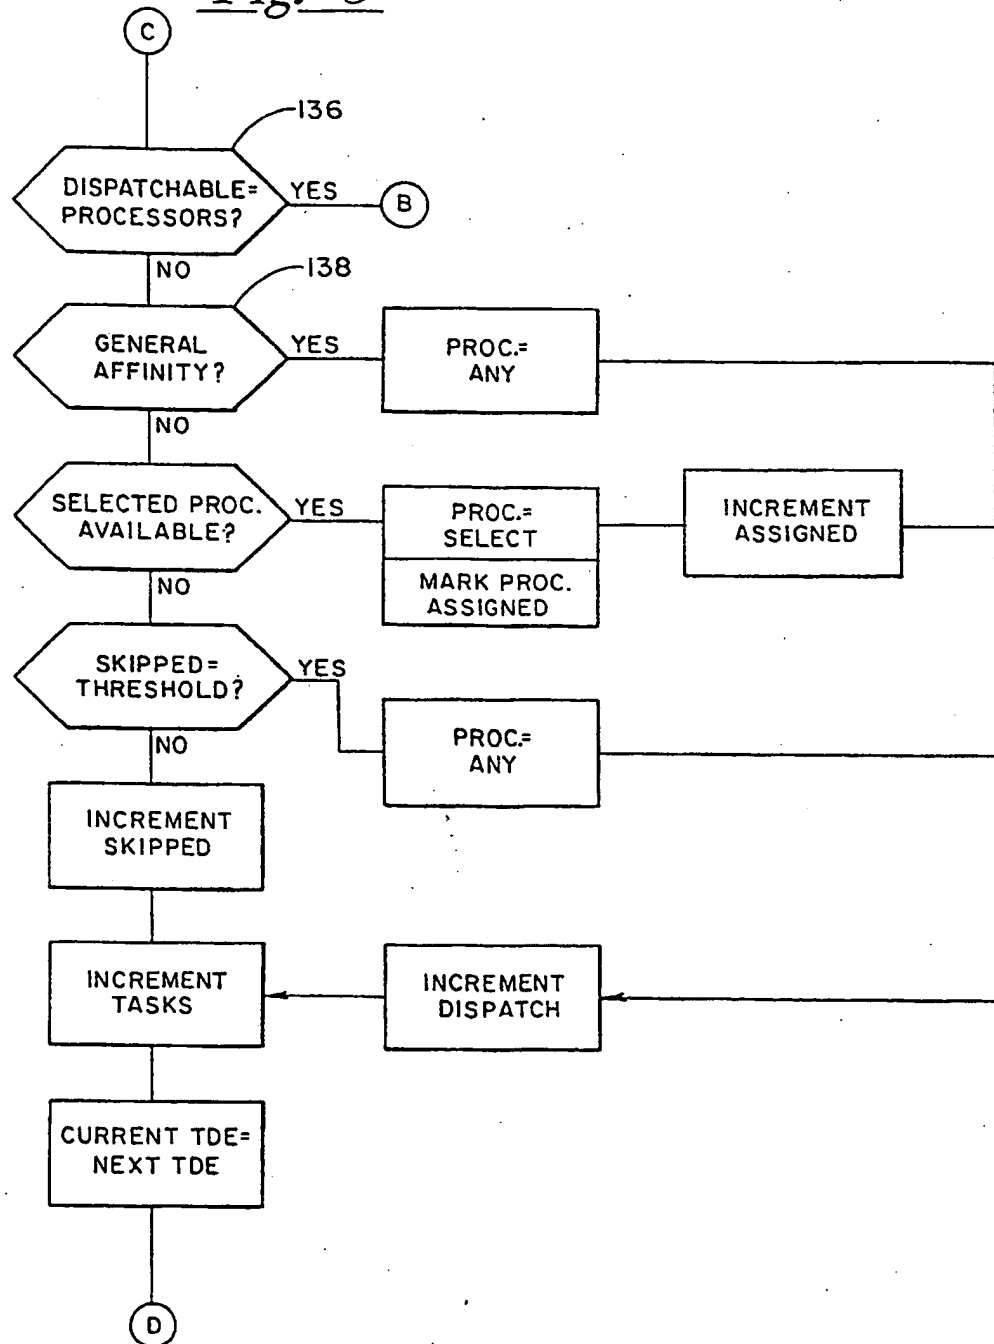 C
136
DISPATCHABLE=
PROCESSORS?
YES
B
NO
138
GENERAL
AFFINITY?
YES
PROC.=
ANY
NO
SELECTED PROC.
AVAILABLE?
YES
PROC.=
SELECT
MARK PROC.
ASSIGNED
INCREMENT
ASSIGNED
NO
SKIPPED=
THRESHOLD?
YES
PROC.=
ANY
NO
INCREMENT
SKIPPED
INCREMENT
TASKS
INCREMENT
DISPATCH
CURRENT TDE=
NEXT TDE
D